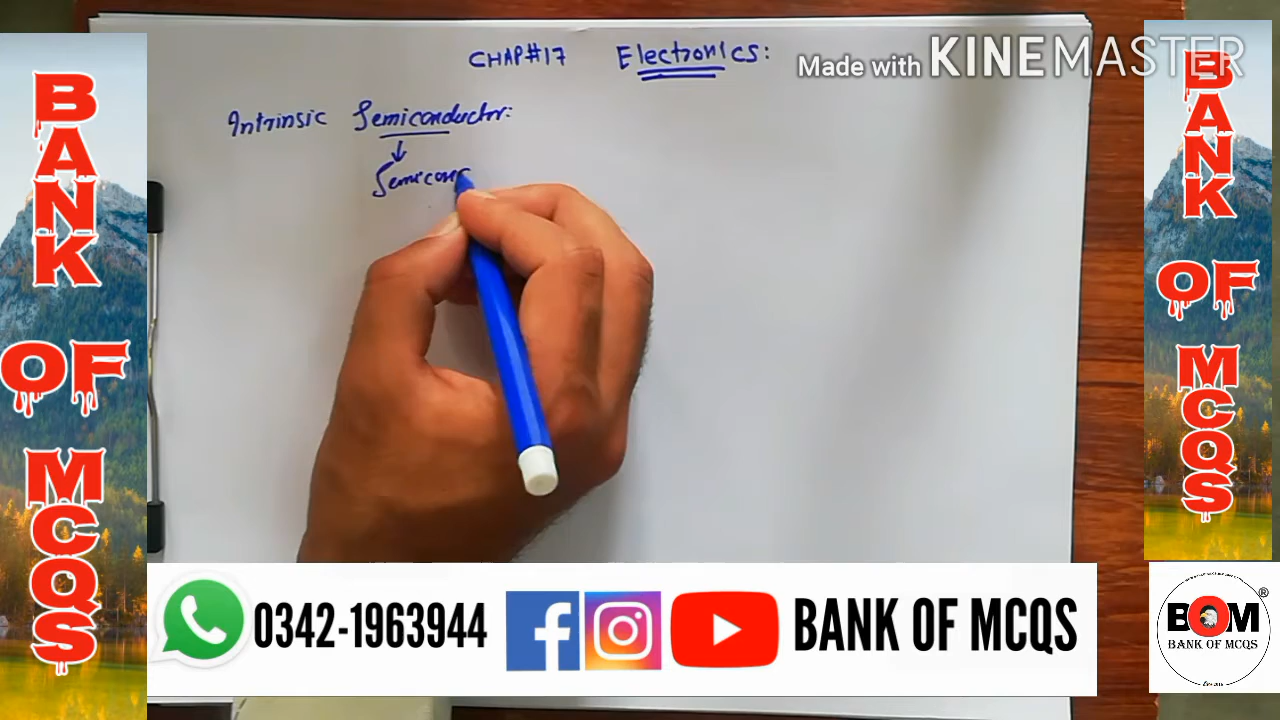 CHAP#17 Electronics:
Made with KINEMASTER
Intrinsic Semiconductor:
Semicon
BANK OF MCQS
BANK OF MCQS
0342-1963944
BANK OF MCQS
BOM®
BANK OF MCQS